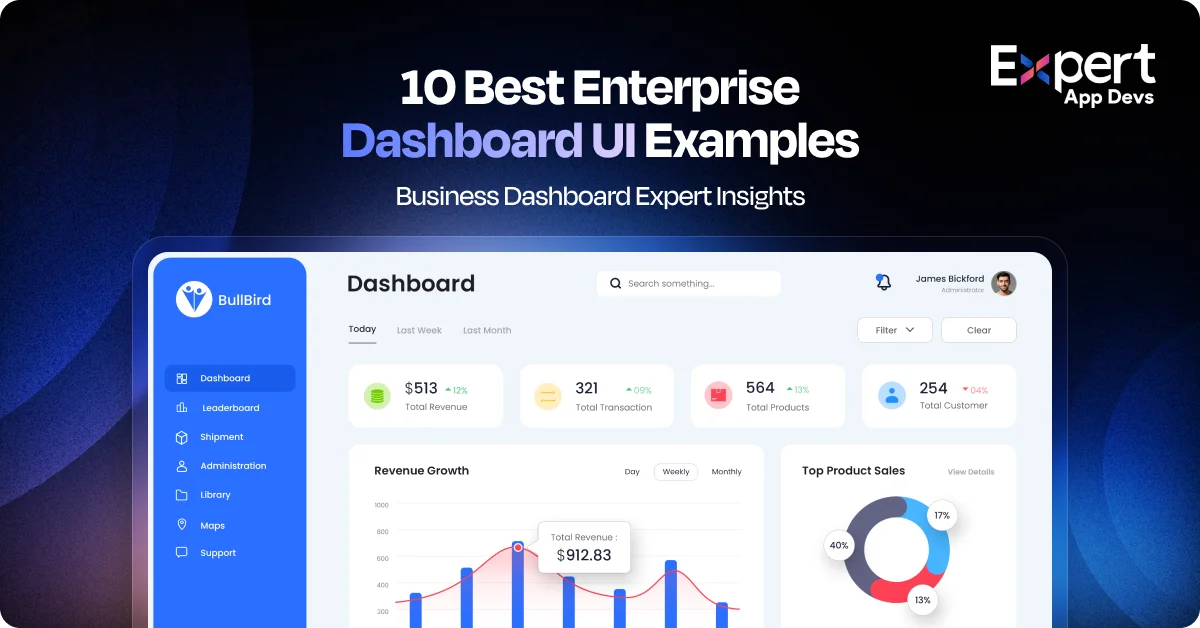 Expert
App Devs
10 Best Enterprise
Dashboard UI Examples
Business Dashboard Expert Insights
BullBird
Dashboard
Leaderboard
Shipment
Administration
Library
Maps
Support
Dashboard
Search something...
James Bickford
Administrator
Today
Last Week
Last Month
Filter
Clear
$513
12%
Total Revenue
321
09%
Total Transaction
564
13%
Total Products
254
04%
Total Customer
Revenue Growth
Day
Weekly
Monthly
1000
800
600
400
200
Total Revenue :
$912.83
Top Product Sales
View Details
17%
40%
13%